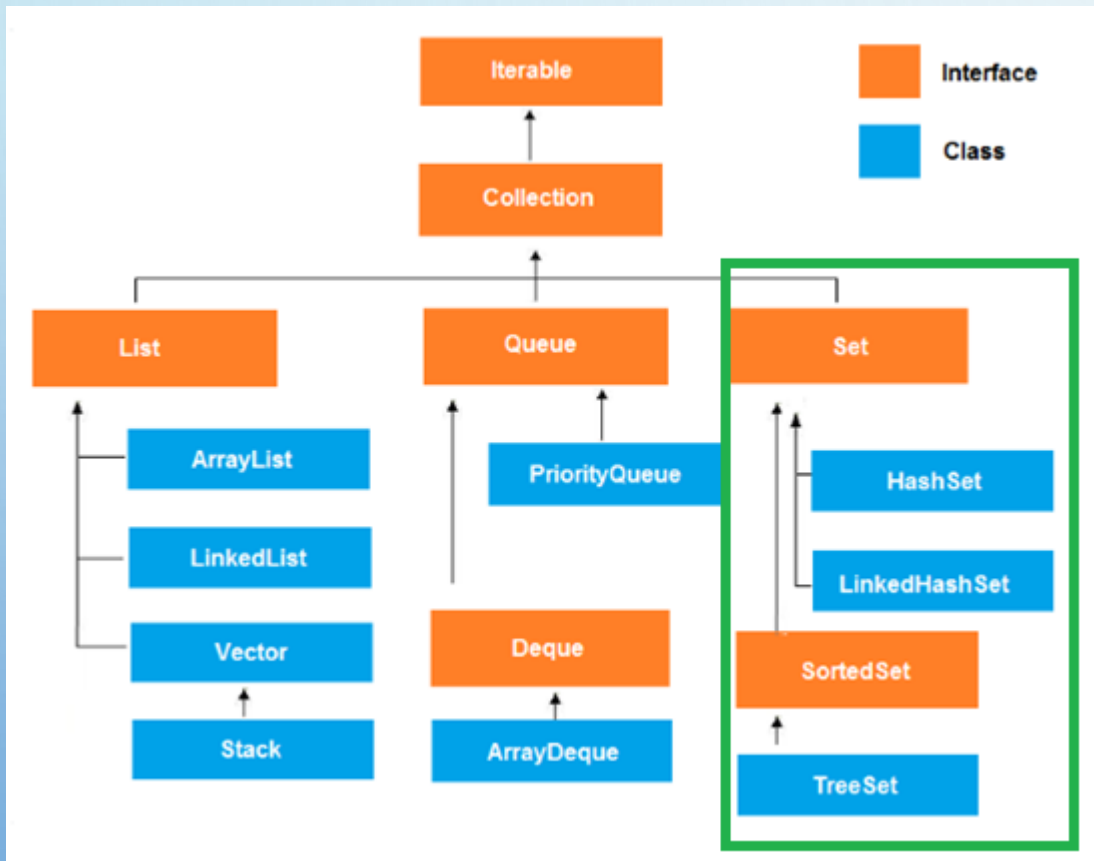 Iterable
Interface
Class
Collection
List
Queue
Set
ArrayList
PriorityQueue
HashSet
LinkedList
LinkedHashSet
Vector
Deque
SortedSet
Stack
ArrayDeque
TreeSet